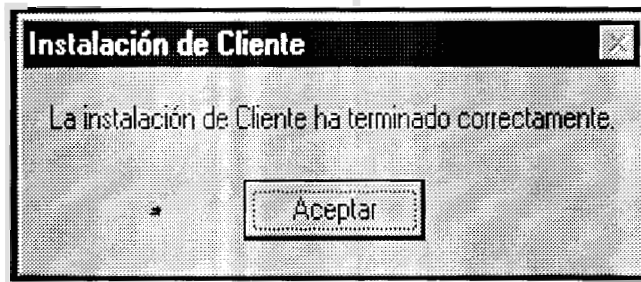 Instalación de Cliente
La instalación de Cliente ha terminado correctamente.
Aceptar